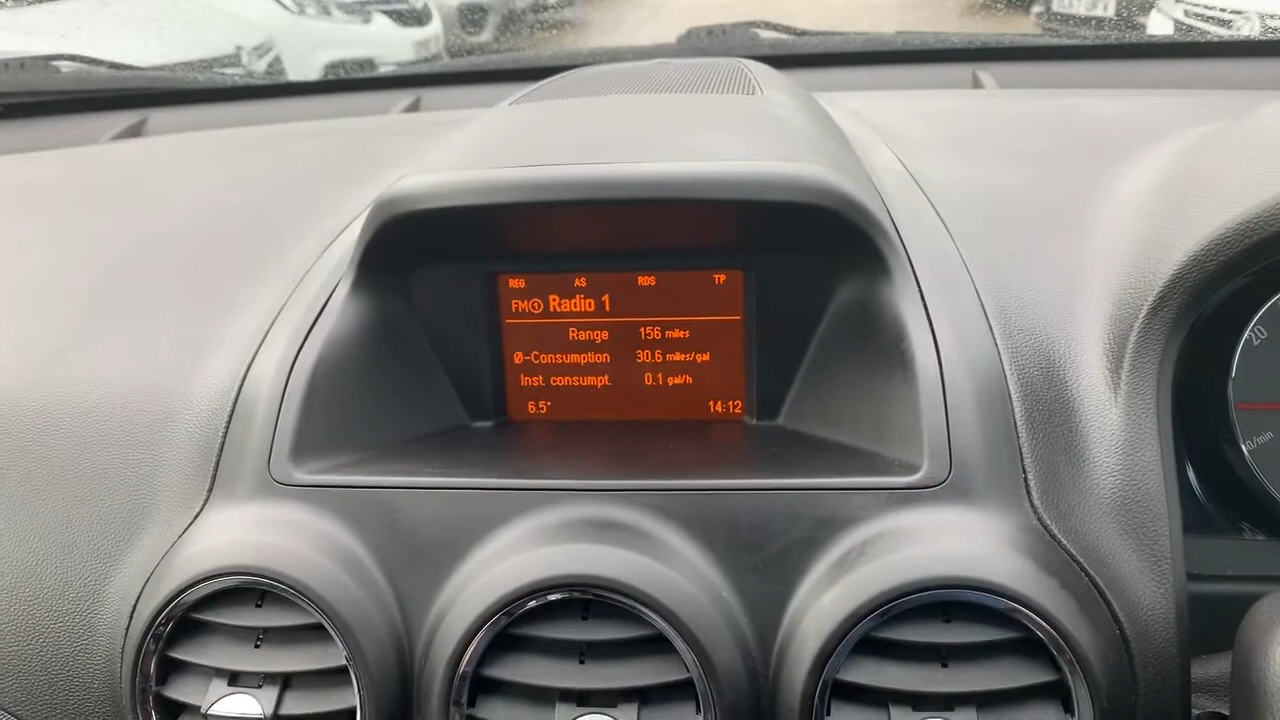 REG AS RDS TP
FM① Radio 1
Range 156 miles
Ø-Consumption 30.6 miles/gal
Inst. consumpt. 0.1 gal/h
6.5° 14:12
20
0/min